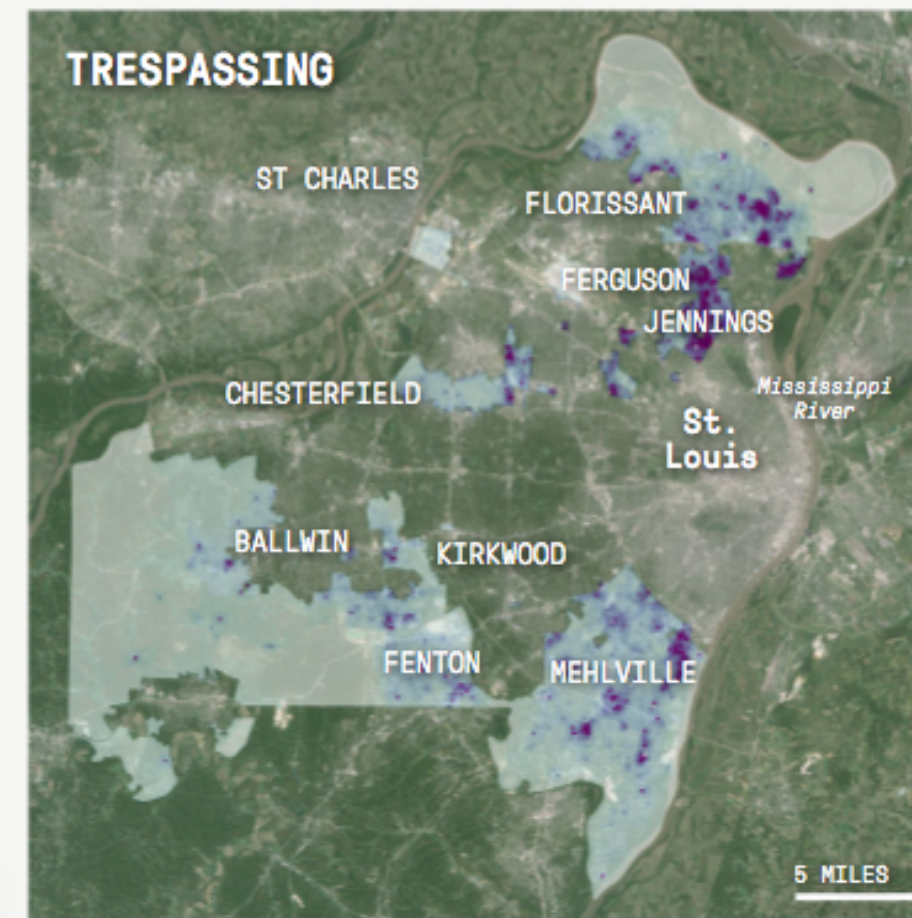 TRESPASSING
ST CHARLES
FLORISSANT
FERGUSON
JENNINGS
CHESTERFIELD
Mississippi
River
St.
Louis
BALLWIN
KIRKWOOD
FENTON
MEHLVILLE
5 MILES